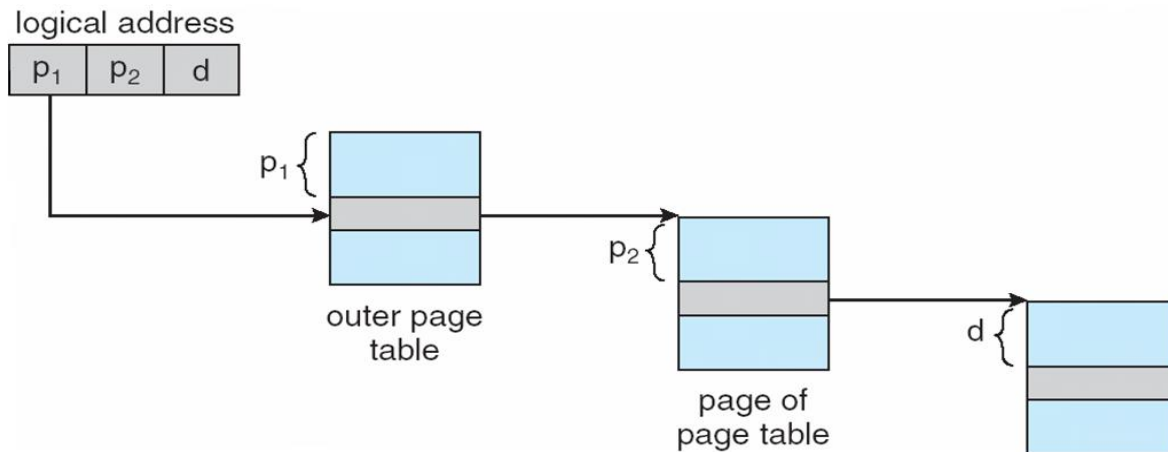 logical address
p₁ p₂ d
p₁
outer page
table
p₂
page of
page table
d